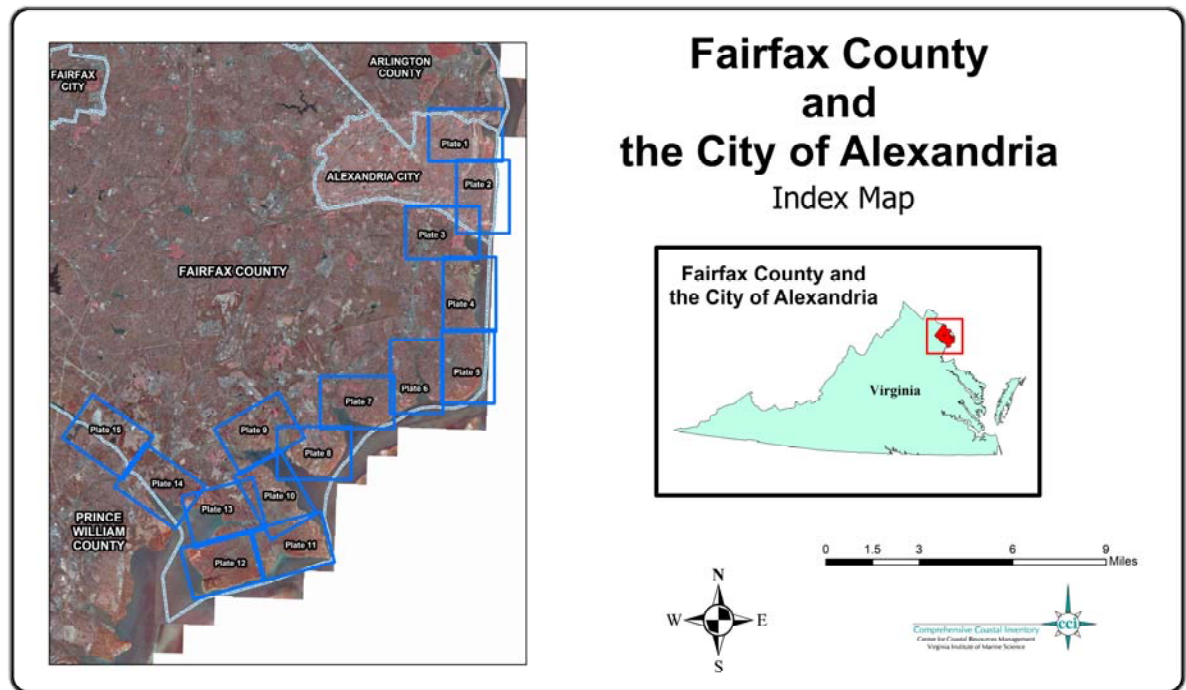 Fairfax County
and
the City of Alexandria
Index Map
FAIRFAX
CITY
ARLINGTON
COUNTY
Plate 1
ALEXANDRIA CITY
Plate 2
Plate 3
FAIRFAX COUNTY
Plate 4
Plate 5
Plate 6
Plate 7
Plate 8
Plate 9
Plate 15
Plate 14
Plate 10
Plate 13
PRINCE
WILLIAM
COUNTY
Plate 11
Plate 12
Fairfax County and
the City of Alexandria
Virginia
0 1.5 3 6 9
Miles
N
W E
S
cci
Comprehensive Coastal Inventory
Center for Coastal Resources Management
Virginia Institute of Marine Science